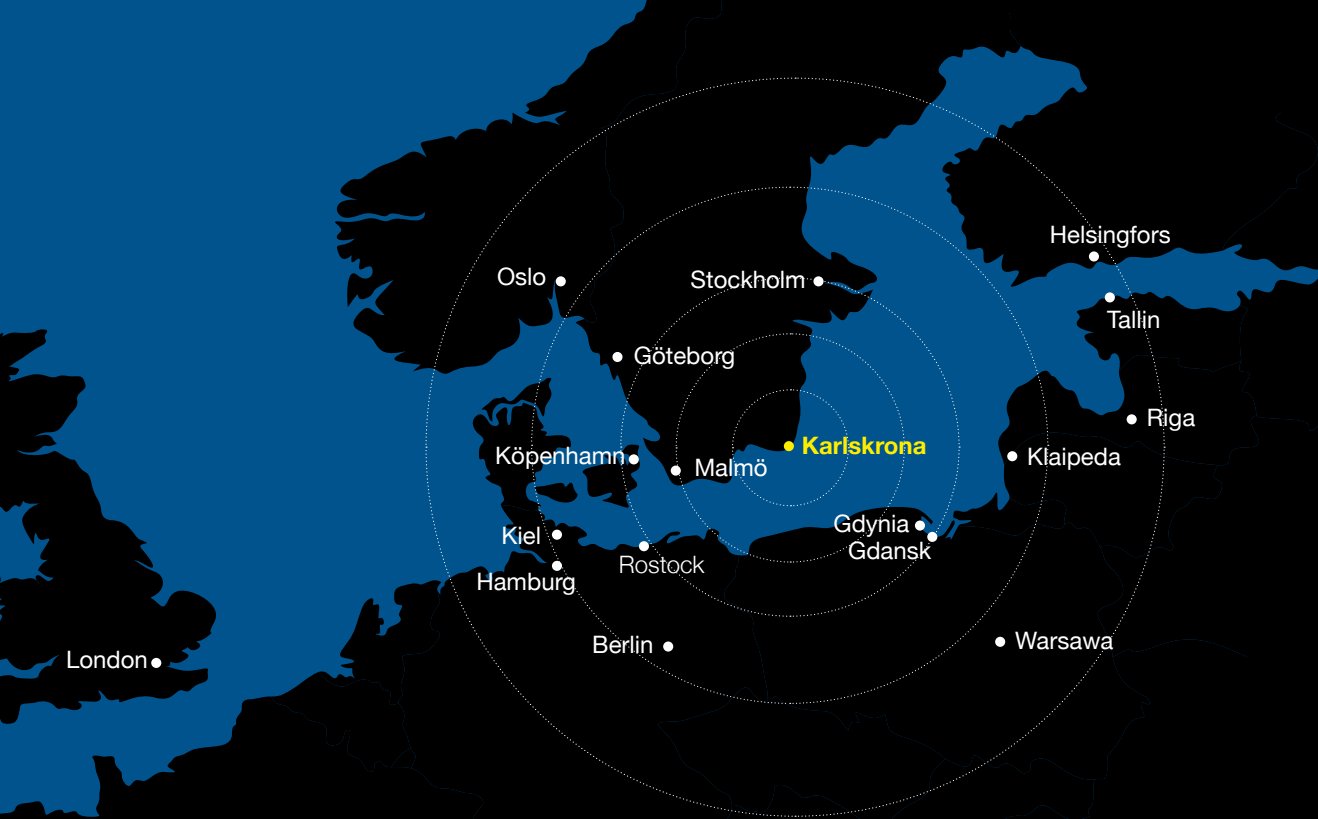 Helsingfors
Oslo
Stockholm
Tallin
Göteborg
Riga
Karlskrona
Köpenhamn
Klaipeda
Malmö
Gdynia
Kiel
Gdansk
Rostock
Hamburg
Berlin
Warsawa
London